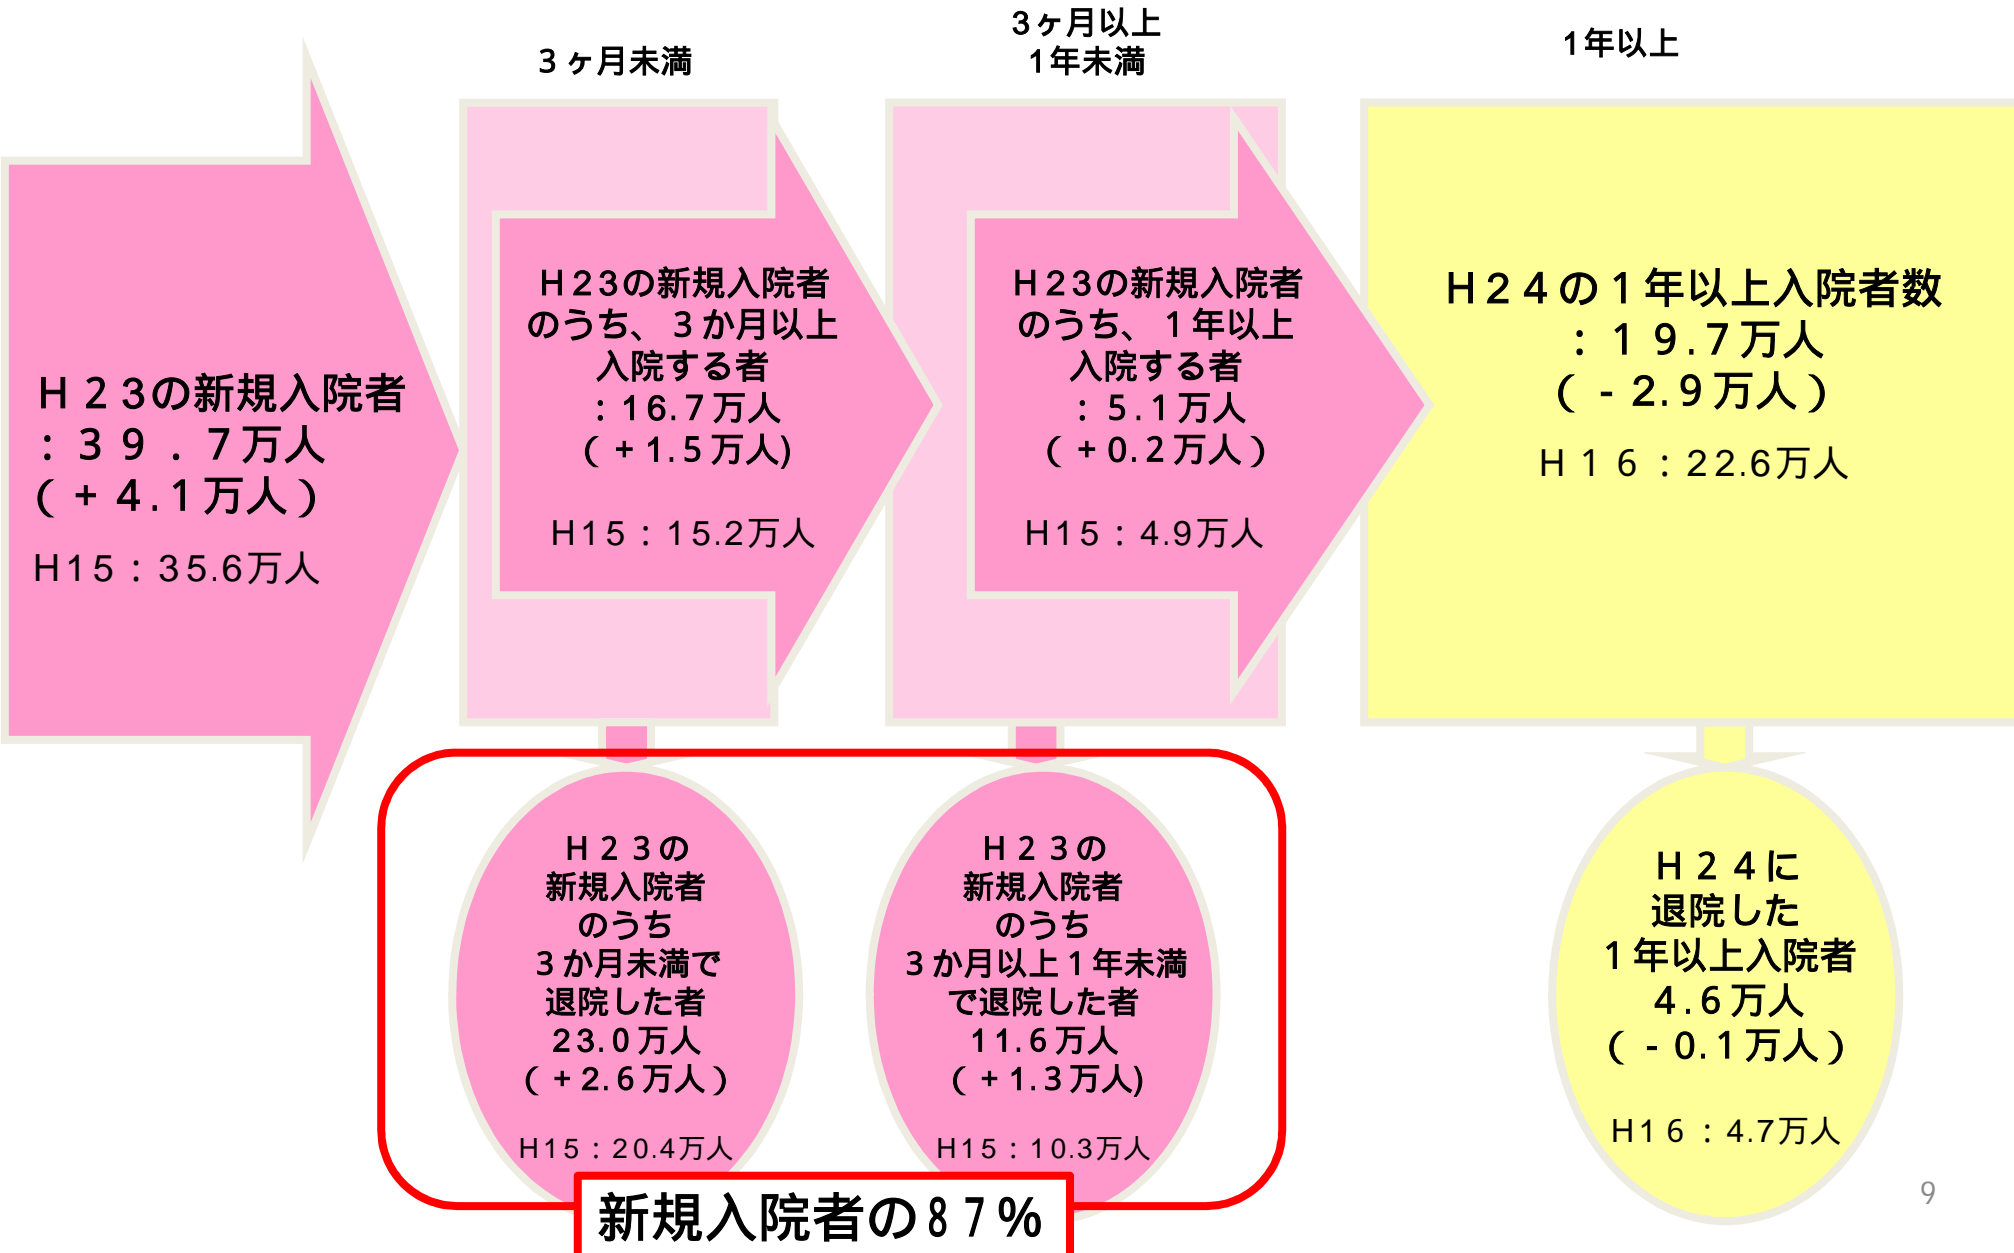 3ヶ月未満
3ヶ月以上
1年未満
1年以上
H23の新規入院者
：39．7万人
（＋4.1万人）
H15：35.6万人
H23の新規入院者
のうち、3か月以上
入院する者
：16.7万人
（＋1.5万人)
H15：15.2万人
H23の新規入院者
のうち、1年以上
入院する者
：5.1万人
（＋0.2万人）
H15：4.9万人
H24の1年以上入院者数
：19.7万人
（－2.9万人）
H16：22.6万人
H23の
新規入院者
のうち
3か月未満で
退院した者
23.0万人
（＋2.6万人）
H15：20.4万人
H23の
新規入院者
のうち
3か月以上1年未満
で退院した者
11.6万人
（＋1.3万人)
H15：10.3万人
H24に
退院した
1年以上入院者
4.6万人
（－0.1万人）
H16：4.7万人
新規入院者の87％
9